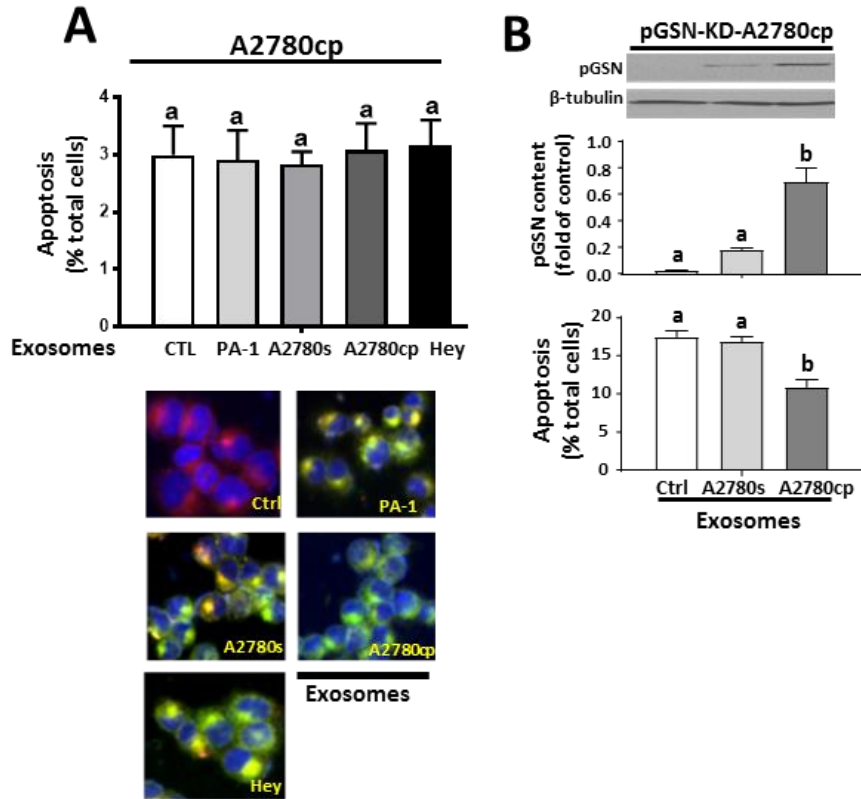 A
A2780cp
Apoptosis
(% total cells)
4
3
2
1
0
a a a a a
Exosomes CTL PA-1 A2780s A2780cp Hey
Ctrl PA-1
A2780s A2780cp
Exosomes
Hey
B
pGSN-KD-A2780cp
pGSN
β-tubulin
pGSN content
(fold of control)
1.0
0.8
0.6
0.4
0.2
0.0
a a b
Apoptosis
(% total cells)
20
15
10
5
0
a a b
Ctrl A2780s A2780cp
Exosomes